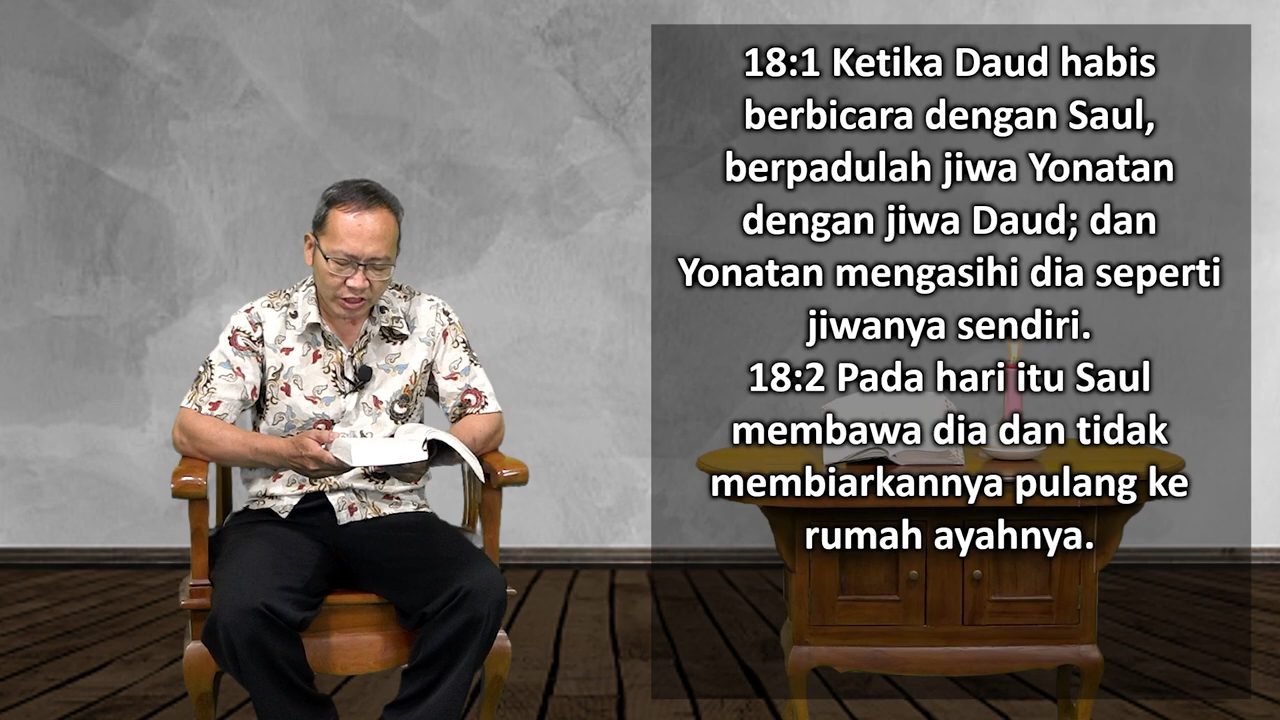 18:1 Ketika Daud habis
berbicara dengan Saul,
berpadulah jiwa Yonatan
dengan jiwa Daud; dan
Yonatan mengasihi dia seperti
jiwanya sendiri.
18:2 Pada hari itu Saul
membawa dia dan tidak
membiarkannya pulang ke
rumah ayahnya.